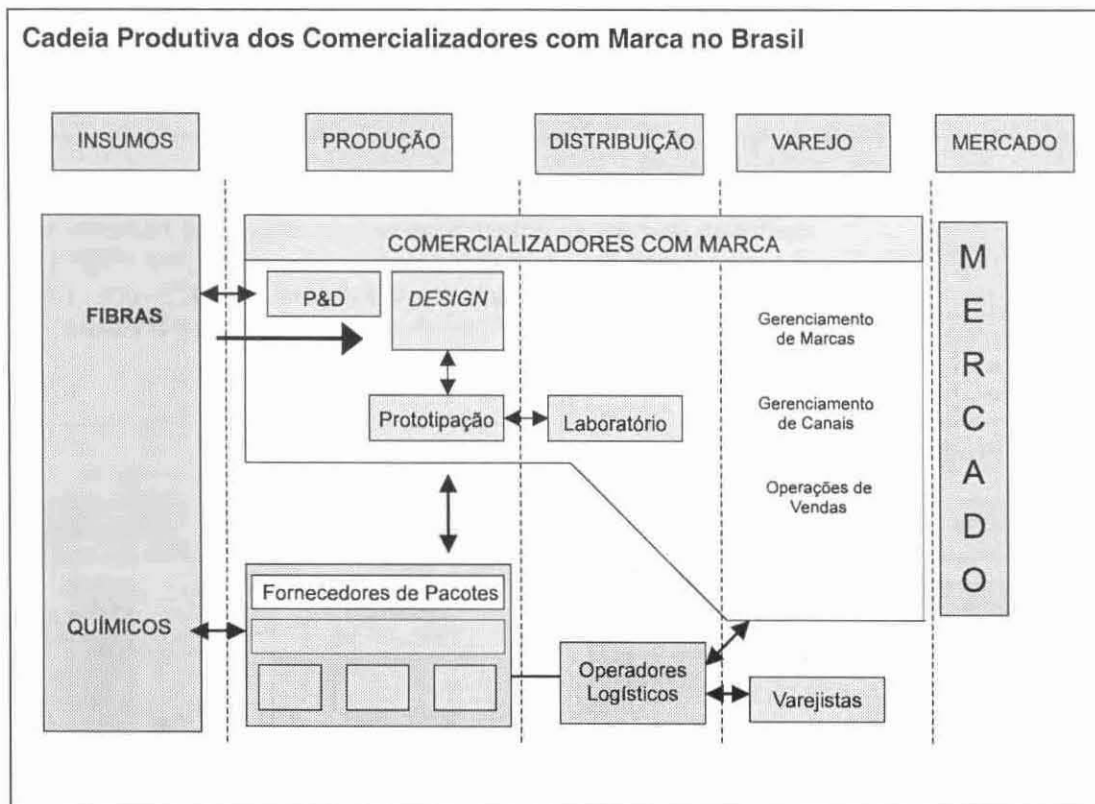 Cadeia Produtiva dos Comercializadores com Marca no Brasil
INSUMOS
PRODUÇÃO
DISTRIBUIÇÃO
VAREJO
MERCADO
COMERCIALIZADORES COM MARCA
FIBRAS
P&D
DESIGN
Gerenciamento
de Marcas
Prototipação
Laboratório
Gerenciamento
de Canais
Operações de
Vendas
Fornecedores de Pacotes
QUÍMICOS
Operadores
Logísticos
Varejistas
M
E
R
C
A
D
O